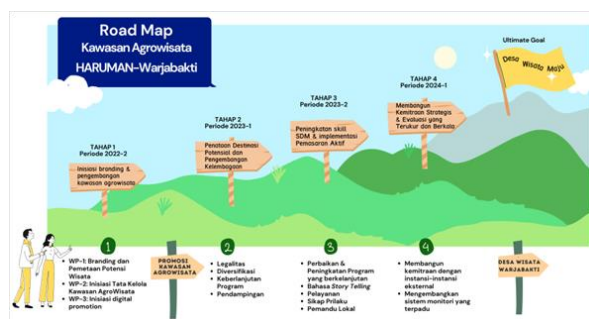 Road Map
Kawasan Agrowisata
HARUMAN-Warjabakti
Ultimate Goal
Desa Wisata Maju
TAHAP 1
Periode 2022-2
Inisiasi branding &
pengembangan
kawasan agrowisata
TAHAP 2
Periode 2023-1
Penataan Destinasi
Potensial dan
Pengembangan
Kelembagaan
TAHAP 3
Periode 2023-2
Peningkatan skill
SDM & implementasi
Pemasaran Aktif
TAHAP 4
Periode 2024-1
Membangun
Kemitraan Strategis
& Evaluasi yang
Terukur dan Berkala
PROMOSI
KAWASAN
AGROWISATA
1
• WP-1: Branding dan
Pemetaan Potensi
Wisata
• WP-2: Inisiasi Tata Kelola
Kawasan AgroWisata
• WP-3: Inisiasi digital
promotion
2
• Legalitas
• Diversifikasi
• Keberlanjutan
Program
• Pendampingan
3
• Perbaikan &
Peningkatan Program
yang berkelanjutan
• Bahasa Story Telling
• Pelayanan
• Sikap Prilaku
• Pemandu Lokal
4
• Membangun
kemitraan dengan
instansi-instansi
eksternal
• Mengembangkan
sistem monitori yang
terpadu
DESA WISATA
WARJABAKTI